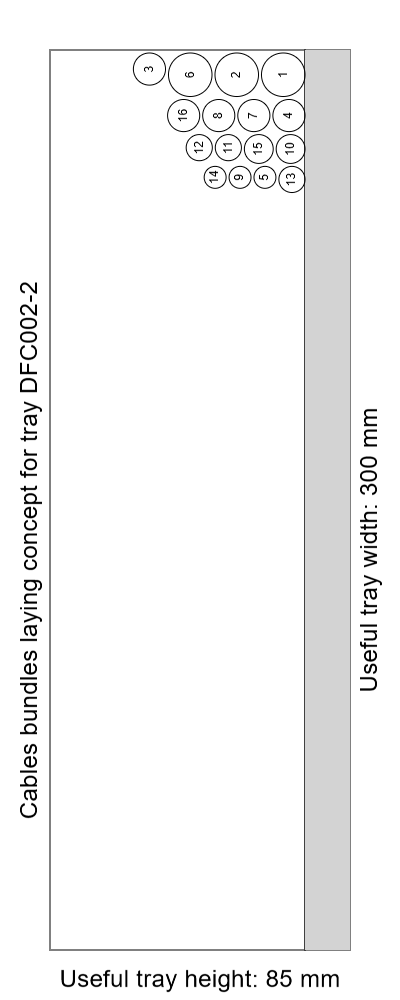 3 6 2 1
16 8 7 4
12 11 15 10
14 9 5 13
Cables bundles laying concept for tray DFC002-2
Useful tray width: 300 mm
Useful tray height: 85 mm